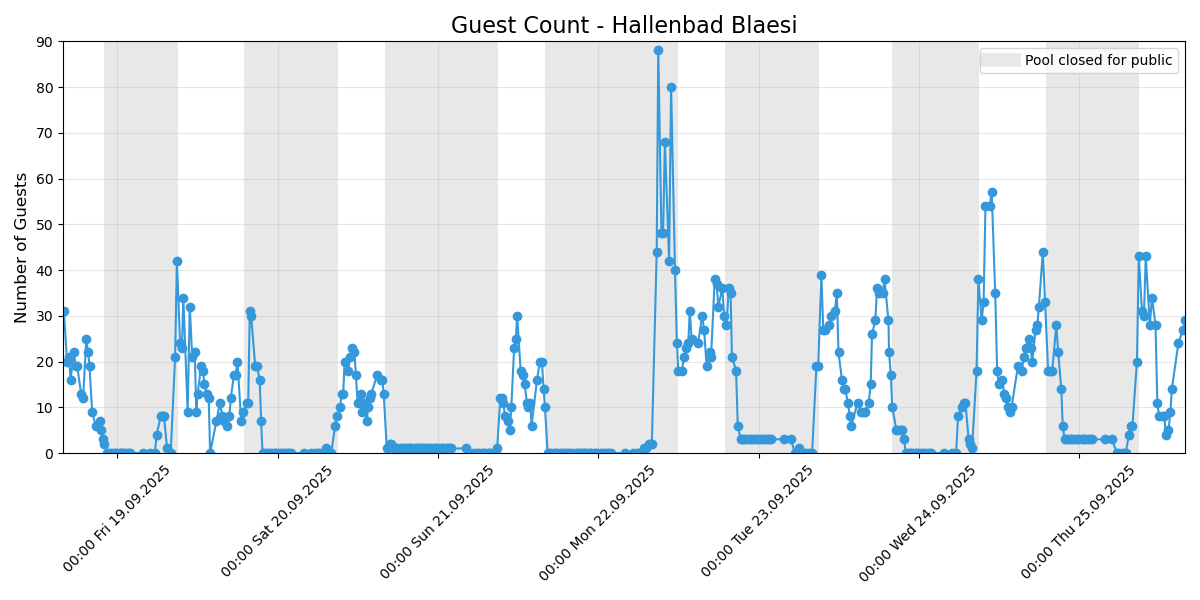 Guest Count - Hallenbad Blaesi
Pool closed for public
Number of Guests
90
80
70
60
50
40
30
20
10
0
00:00 Fri 19.09.2025
00:00 Sat 20.09.2025
00:00 Sun 21.09.2025
00:00 Mon 22.09.2025
00:00 Tue 23.09.2025
00:00 Wed 24.09.2025
00:00 Thu 25.09.2025